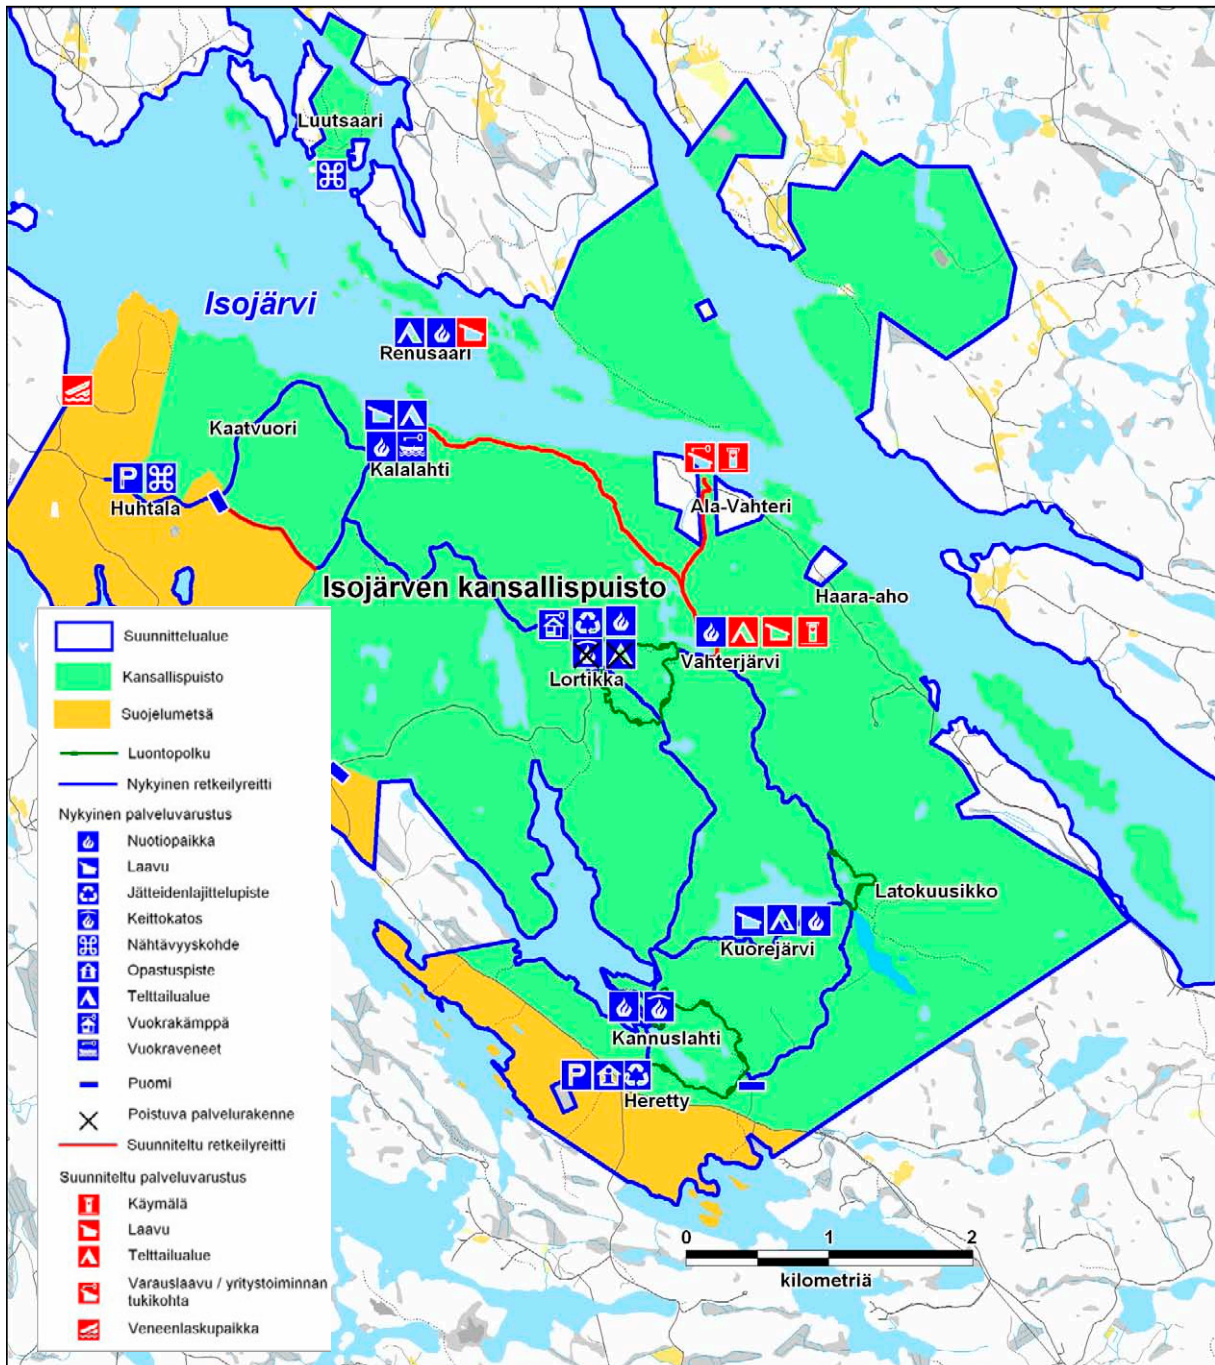 Luutsaari
Isojärvi
Renusaari
Kaatvuori
Kalalahti
Huhtala
Ala-Vahteri
Isojärven kansallispuisto
Haara-aho
Vahterjärvi
Lortikka
Latokuusikko
Kuorejärvi
Kannuslahti
P
P
Heretty
0 1 2
kilometriä
Suunnittelualue
Kansallispuisto
Suojelumetsä
Luontopolku
Nykyinen retkeilyreitti
Nykyinen palveluvarustus
Nuotiopaikka
Laavu
Jätteidenlajittelupiste
Keittokatos
Nähtävyyskohde
Opastuspiste
Telttailualue
Vuokrakämppä
Vuokraveneet
Puomi
Poistuva palvelurakenne
Suunniteltu retkeilyreitti
Suunniteltu palveluvarustus
Käymälä
Laavu
Telttailualue
Varauslaavu / yritystoiminnan
tukikohta
Veneenlaskupaikka